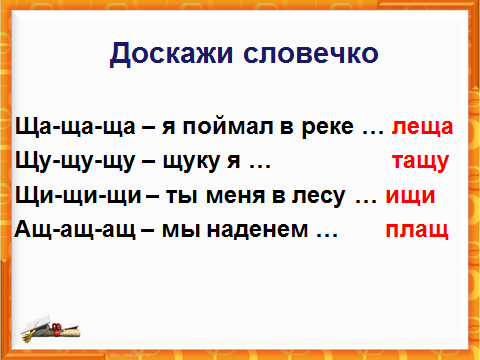 Доскажи словечко
Ща-ща-ща – я поймал в реке … леща
Щу-щу-щу – щуку я … тащу
Щи-щи-щи – ты меня в лесу … ищи
Ащ-ащ-ащ – мы наденем … плащ